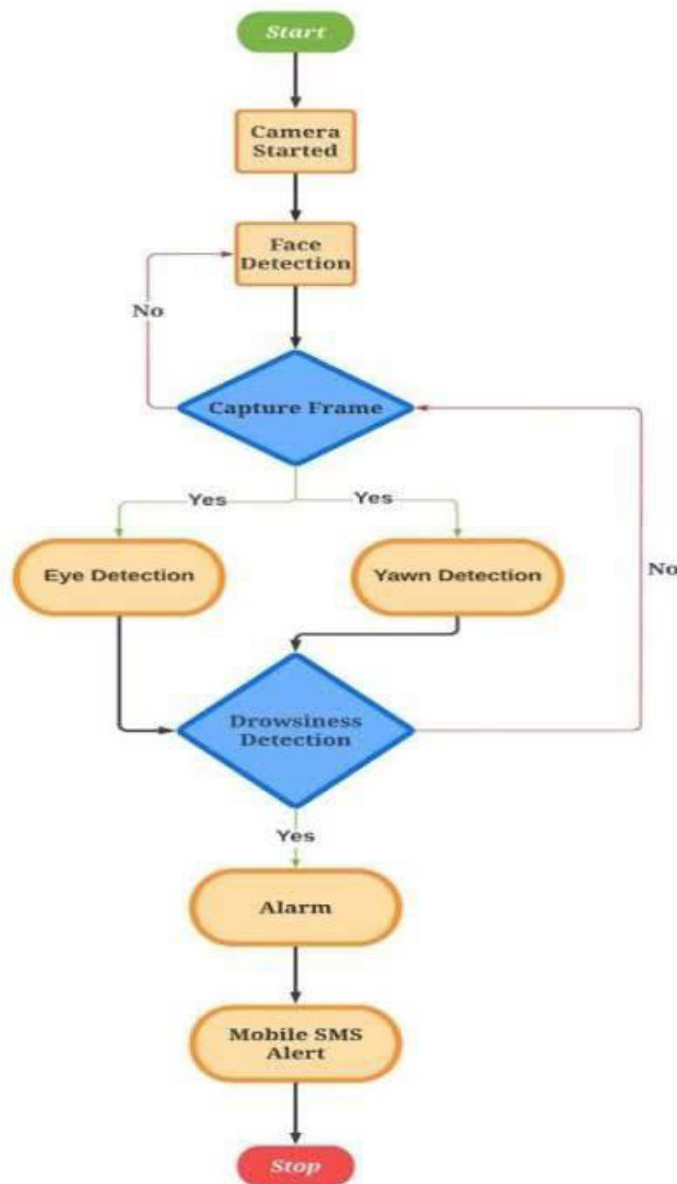 Start
Camera
Started
Face
Detection
No
Capture Frame
Yes
Yes
Eye Detection
Yawn Detection
No
Drowsiness
Detection
Yes
Alarm
Mobile SMS
Alert
Stop